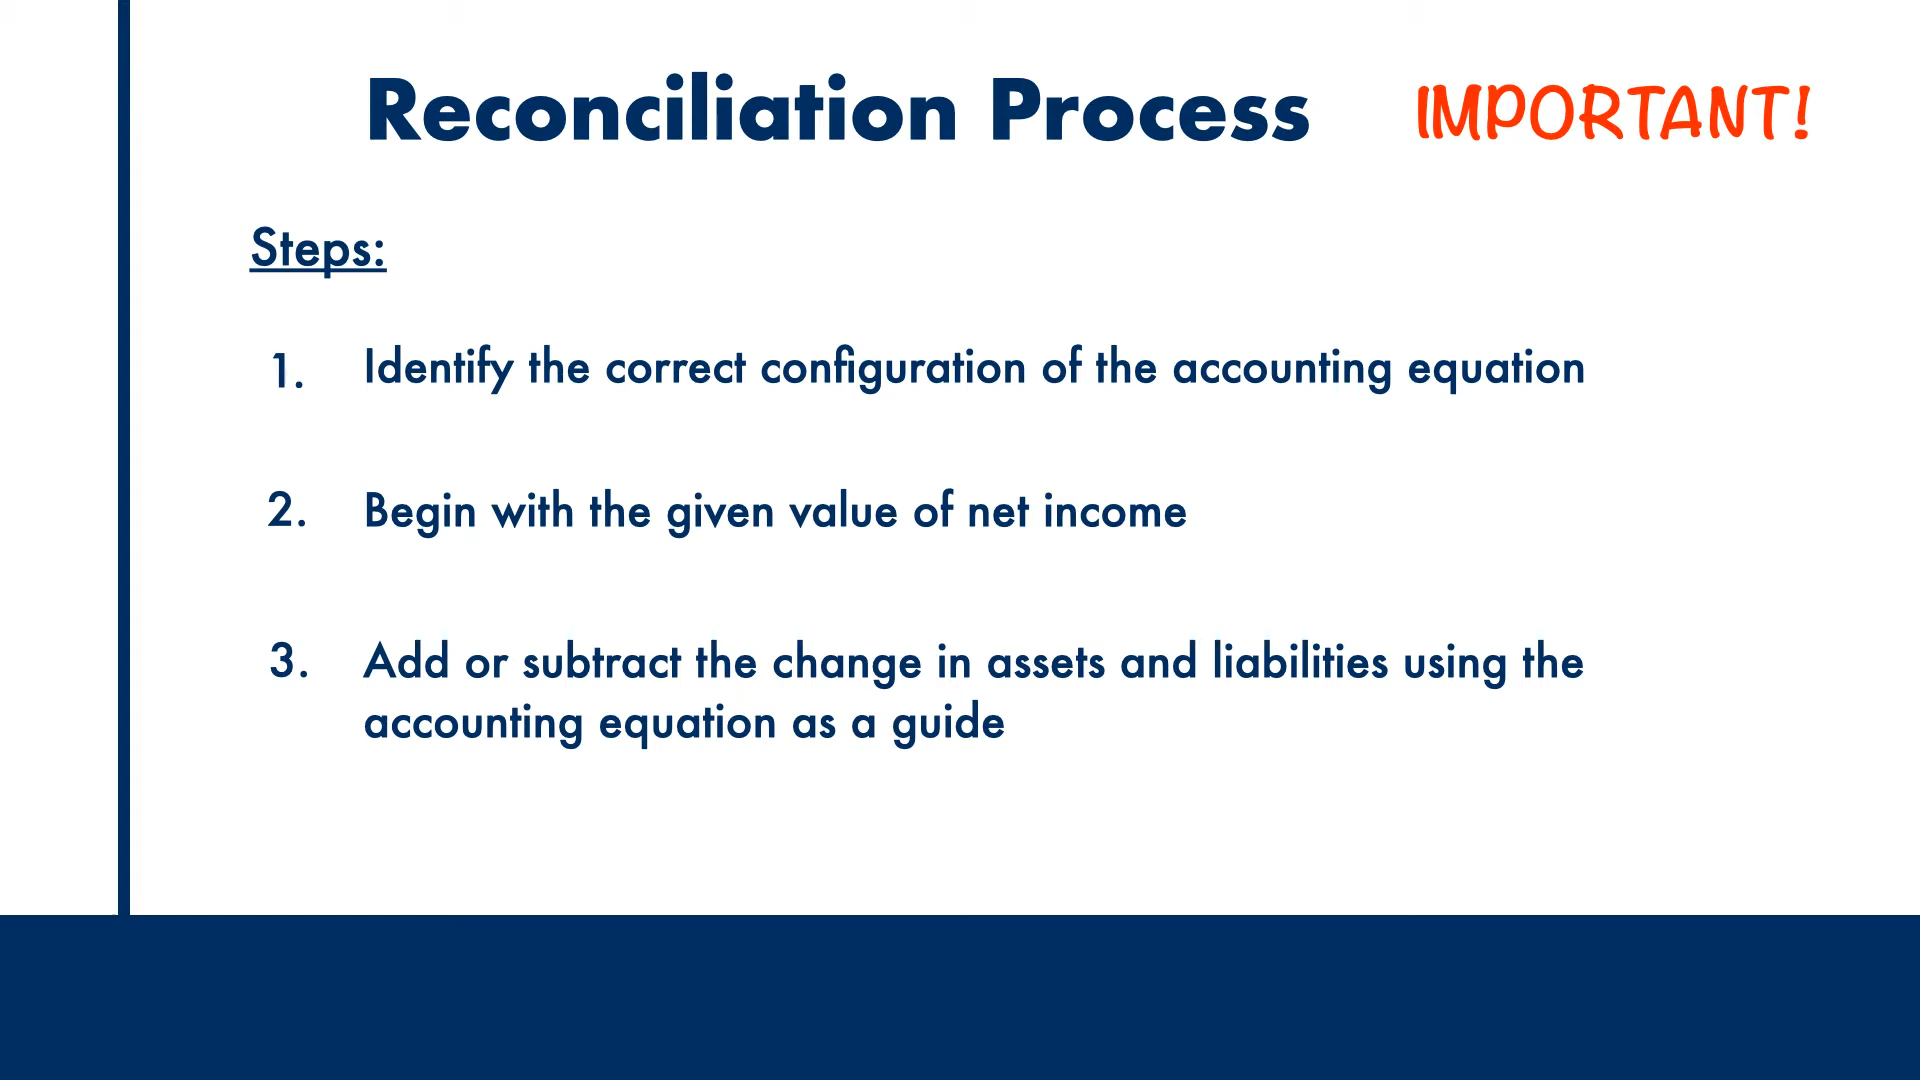 Reconciliation Process IMPORTANT!
Steps:
1. Identify the correct configuration of the accounting equation
2. Begin with the given value of net income
3. Add or subtract the change in assets and liabilities using the
accounting equation as a guide